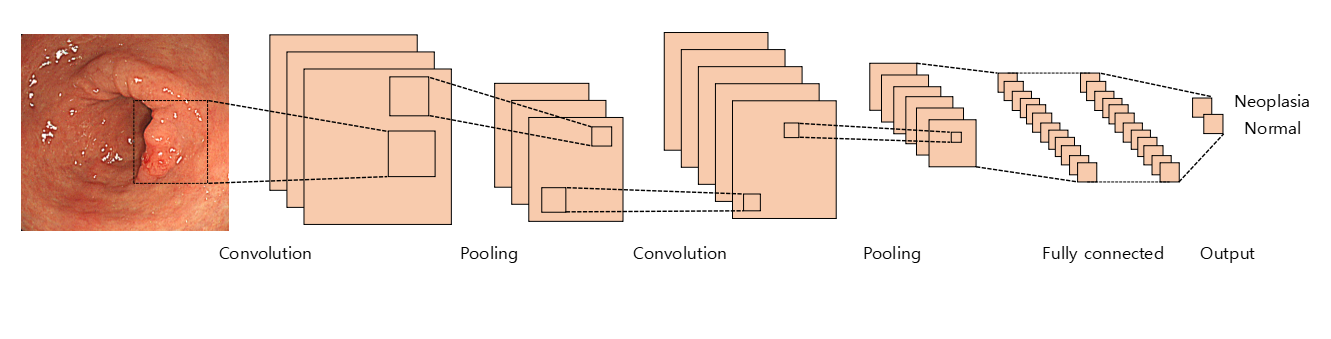 Neoplasia
Normal
Convolution
Pooling
Convolution
Pooling
Fully connected
Output